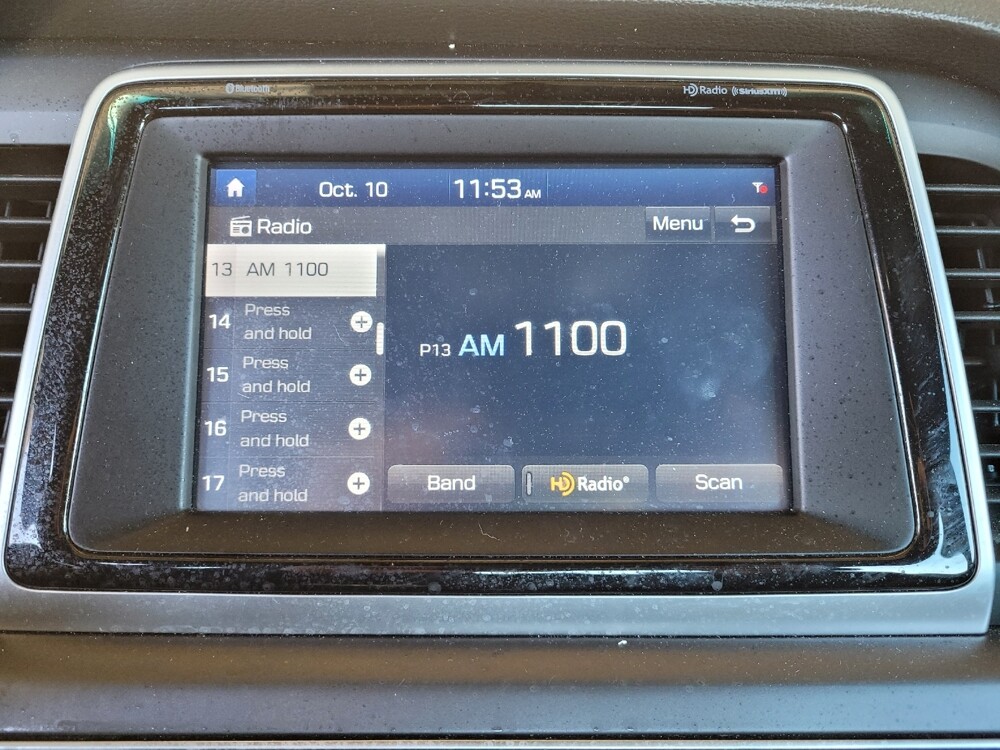 Bluetooth
HD Radio ((SiriusXM))
Oct. 10 11:53 AM
Radio Menu
13 AM 1100
14 Press
and hold
15 Press
and hold
16 Press
and hold
17 Press
and hold
P13 AM 1100
Band HD Radio® Scan